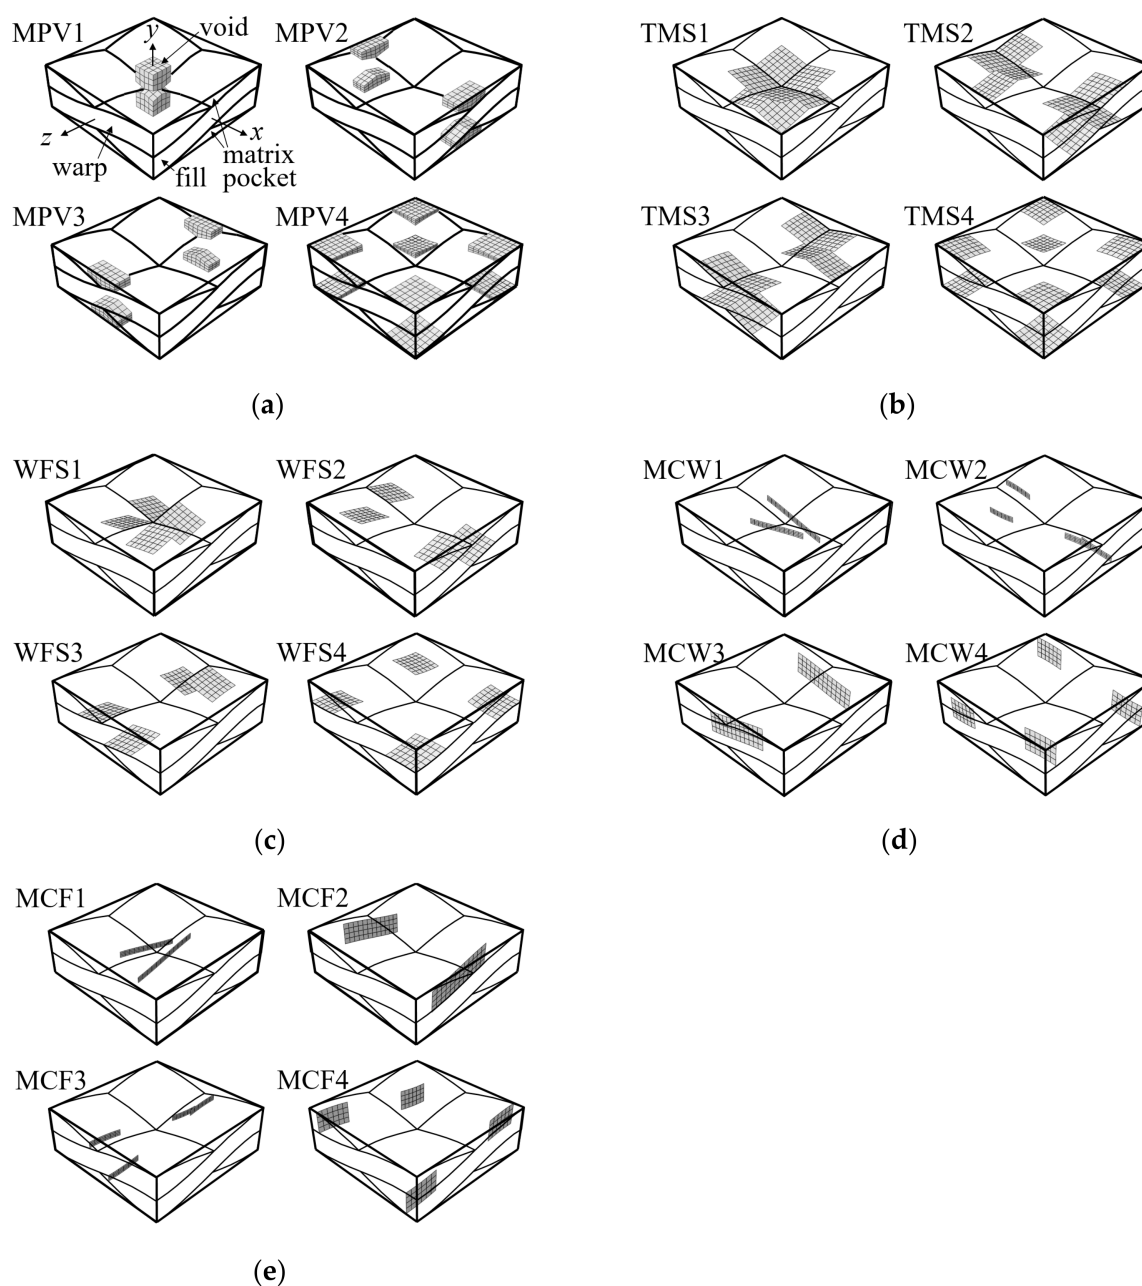 MPV1
y
void
MPV2
z
x
warp
matrix
fill
pocket
MPV3
MPV4
(a)
TMS1
TMS2
TMS3
TMS4
(b)
WFS1
WFS2
WFS3
WFS4
(c)
MCW1
MCW2
MCW3
MCW4
(d)
MCF1
MCF2
MCF3
MCF4
(e)